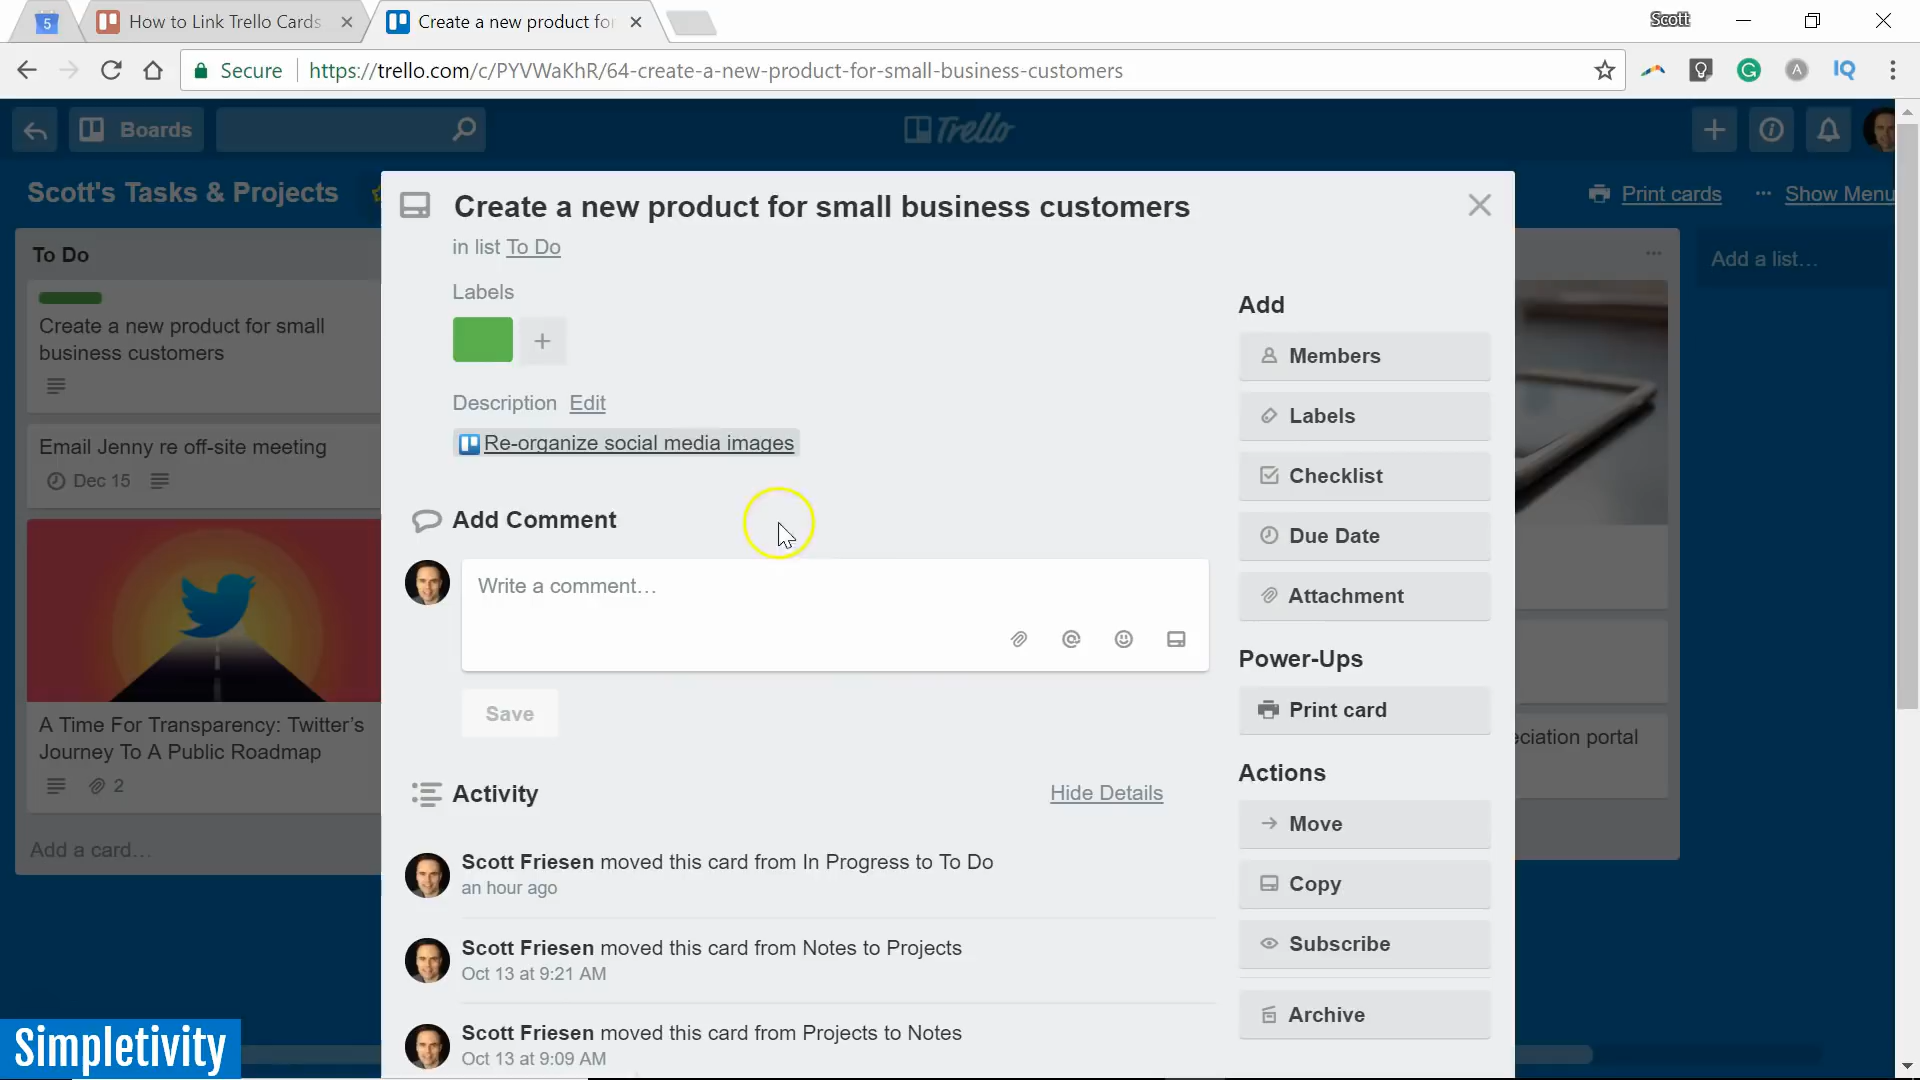 5
How to Link Trello Cards
Create a new product for
Scott
Secure
https://trello.com/c/PYVWaKhR/64-create-a-new-product-for-small-business-customers
G
A
IQ
Boards
Trello
Scott's Tasks & Projects
Print cards
Show Menu
To Do
Create a new product for small
business customers
Email Jenny re off-site meeting
Dec 15
A Time For Transparency: Twitter's
Journey To A Public Roadmap
2
Add a card…
Create a new product for small business customers
in list To Do
Labels
Description Edit
Re-organize social media images
Add Comment
Write a comment…
Save
Activity
Hide Details
Scott Friesen moved this card from In Progress to To Do
an hour ago
Scott Friesen moved this card from Notes to Projects
Oct 13 at 9:21 AM
Scott Friesen moved this card from Projects to Notes
Oct 13 at 9:09 AM
Add
Members
Labels
Checklist
Due Date
Attachment
Power-Ups
Print card
Actions
Move
Copy
Subscribe
Archive
Add a list…
eciation portal
Simpletivity